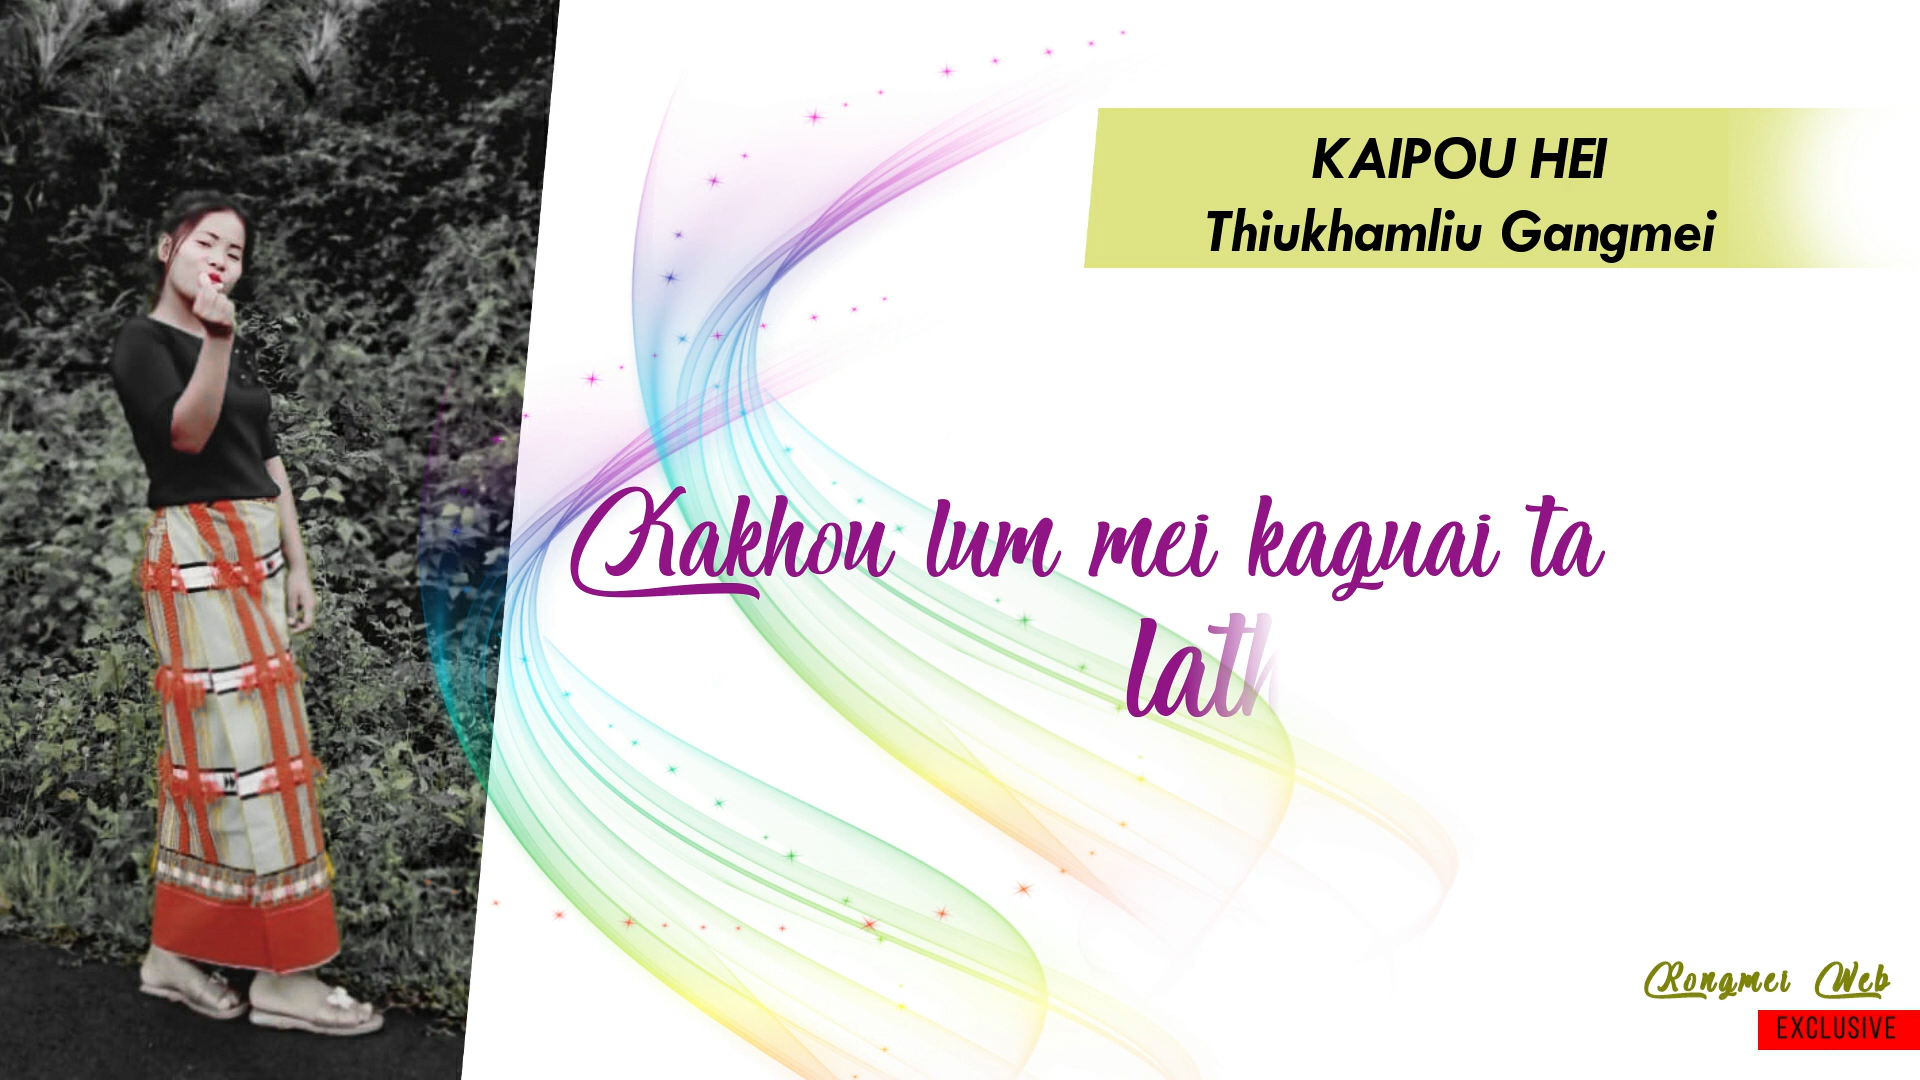 KAIPOU HEI
Thiukhamliu Gangmei
Kakhou lum mei kaguai ta
Rongmei Web
EXCLUSIVE